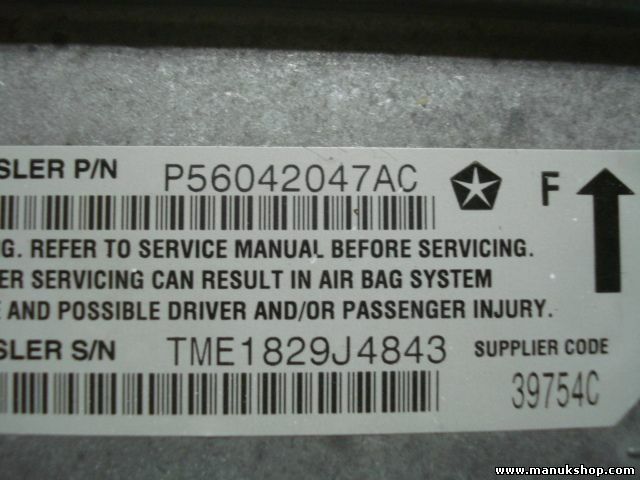 SLER P/N P56042047AC F
G. REFER TO SERVICE MANUAL BEFORE SERVICING.
ER SERVICING CAN RESULT IN AIR BAG SYSTEM
E AND POSSIBLE DRIVER AND/OR PASSENGER INJURY.
SLER S/N TME1829J4843 SUPPLIER CODE
39754C
www.manukshop.com